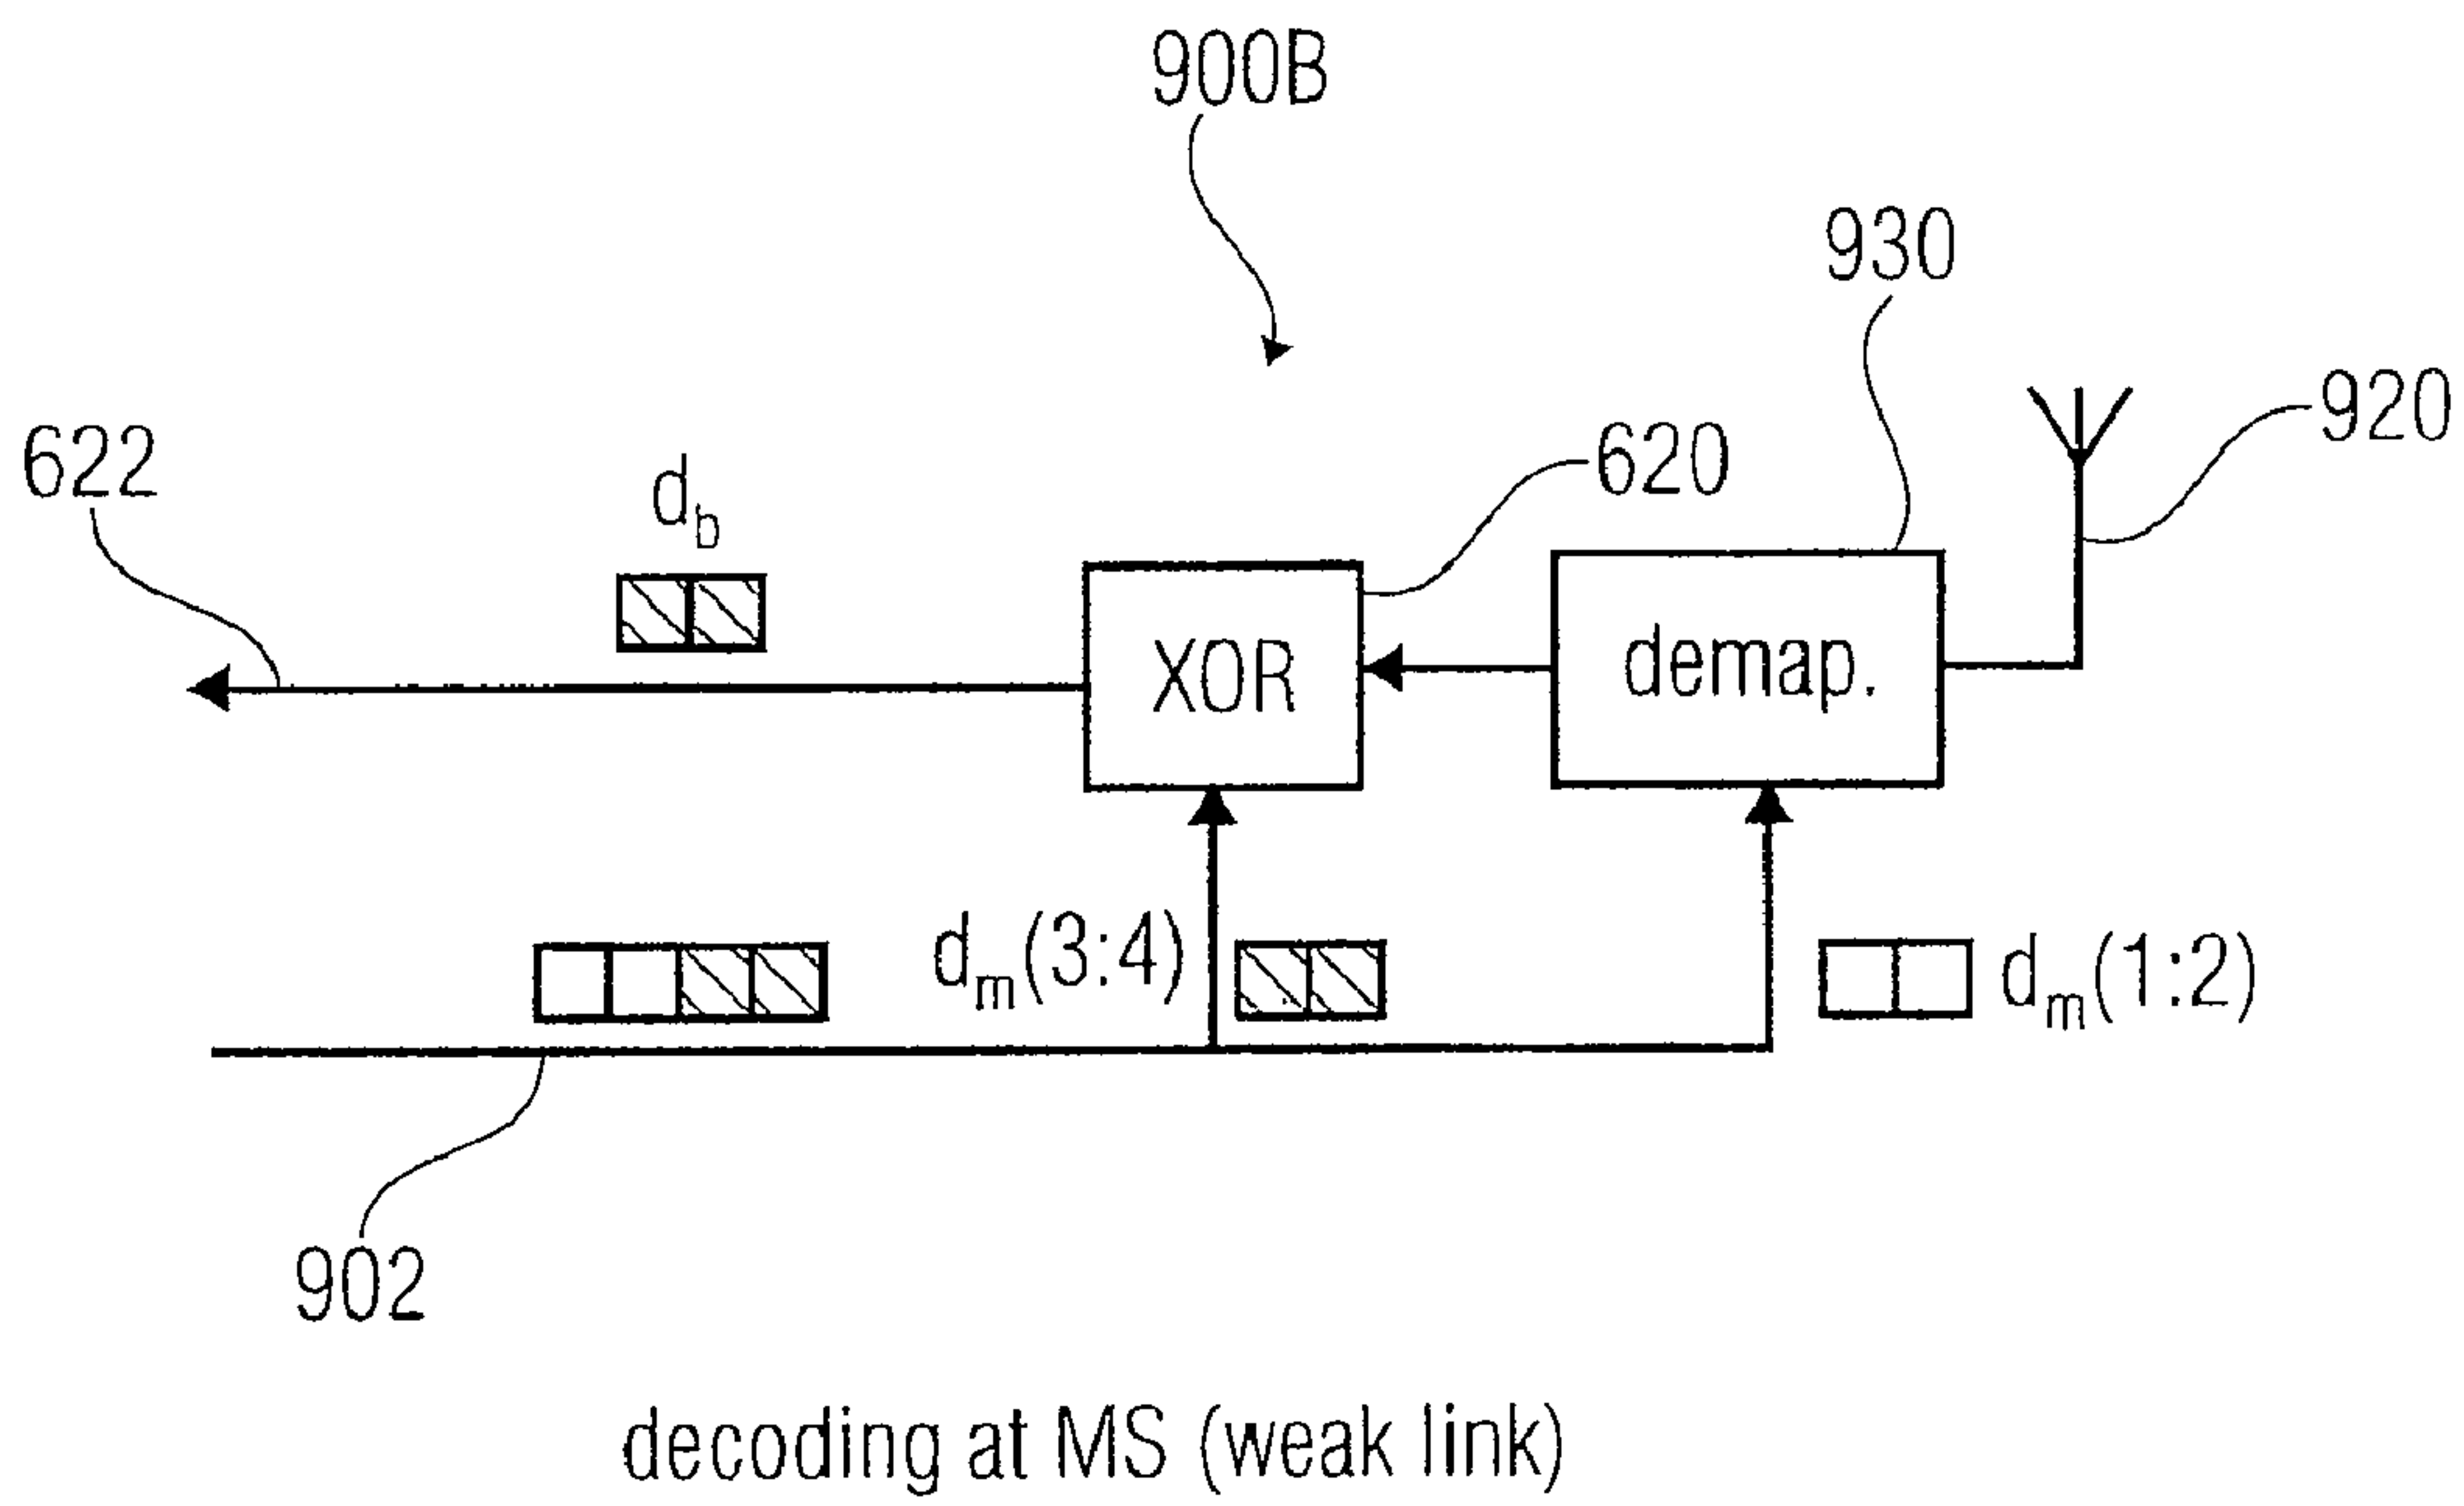 900B
930
920
622
d_b
620
XOR
demap.
d_m(3:4)
d_m(1:2)
902
decoding at MS (weak link)